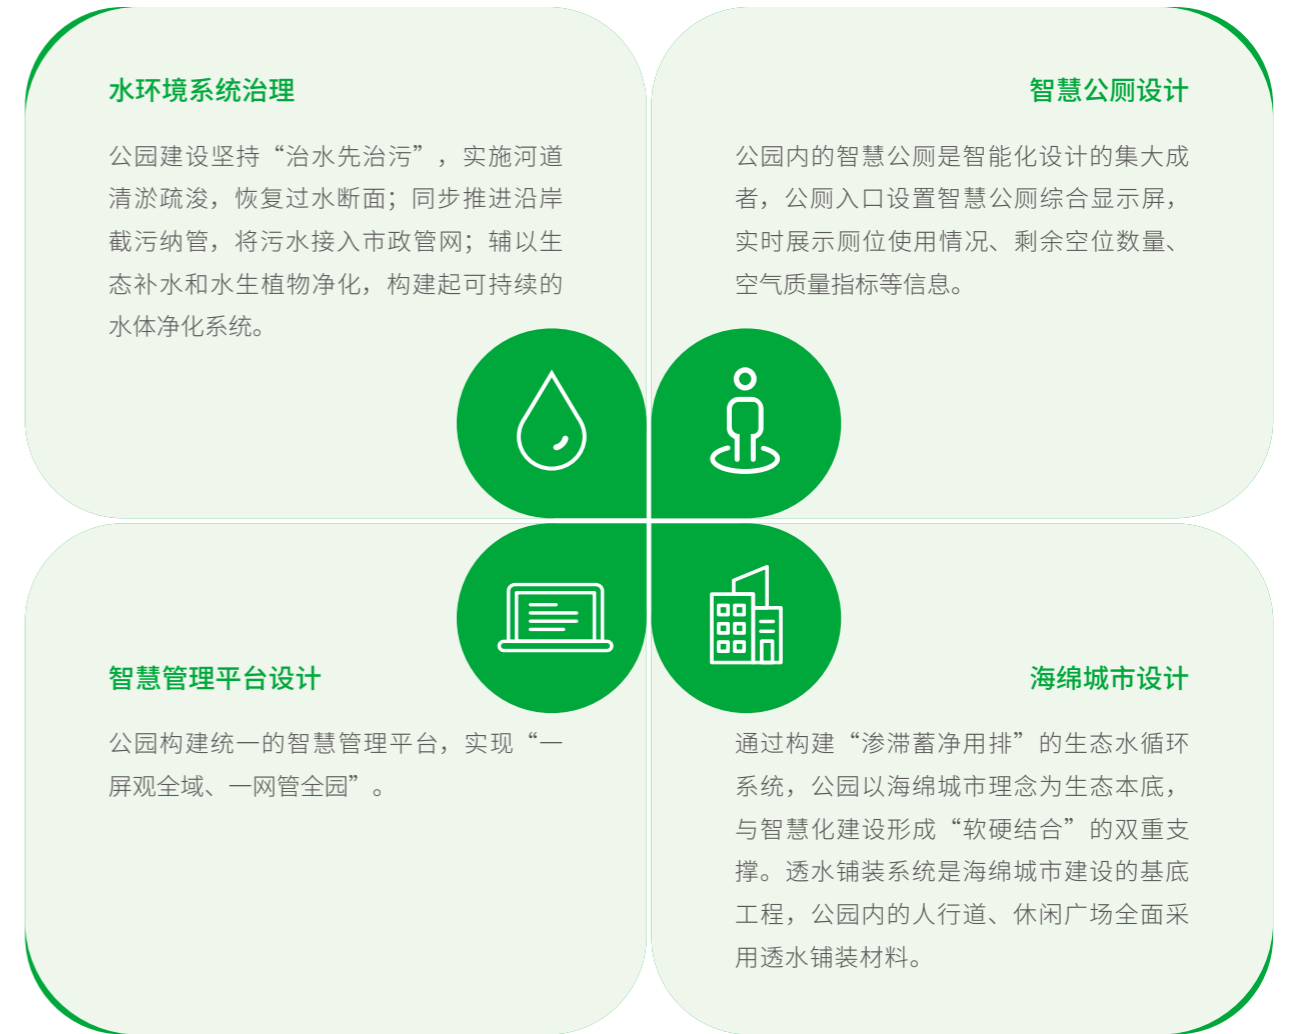 水环境系统治理
公园建设坚持“治水先治污”，实施河道
清淤疏浚，恢复过水断面；同步推进沿岸
截污纳管，将污水接入市政管网；辅以生
态补水和水生植物净化，构建起可持续的
水体净化系统。
智慧公厕设计
公园内的智慧公厕是智能化设计的集大成
者，公厕入口设置智慧公厕综合显示屏，
实时展示厕位使用情况、剩余空位数量、
空气质量指标等信息。
智慧管理平台设计
公园构建统一的智慧管理平台，实现“一
屏观全域、一网管全园”。
海绵城市设计
通过构建“渗滞蓄净用排”的生态水循环
系统，公园以海绵城市理念为生态本底，
与智慧化建设形成“软硬结合”的双重支
撑。透水铺装系统是海绵城市建设的基底
工程，公园内的人行道、休闲广场全面采
用透水铺装材料。